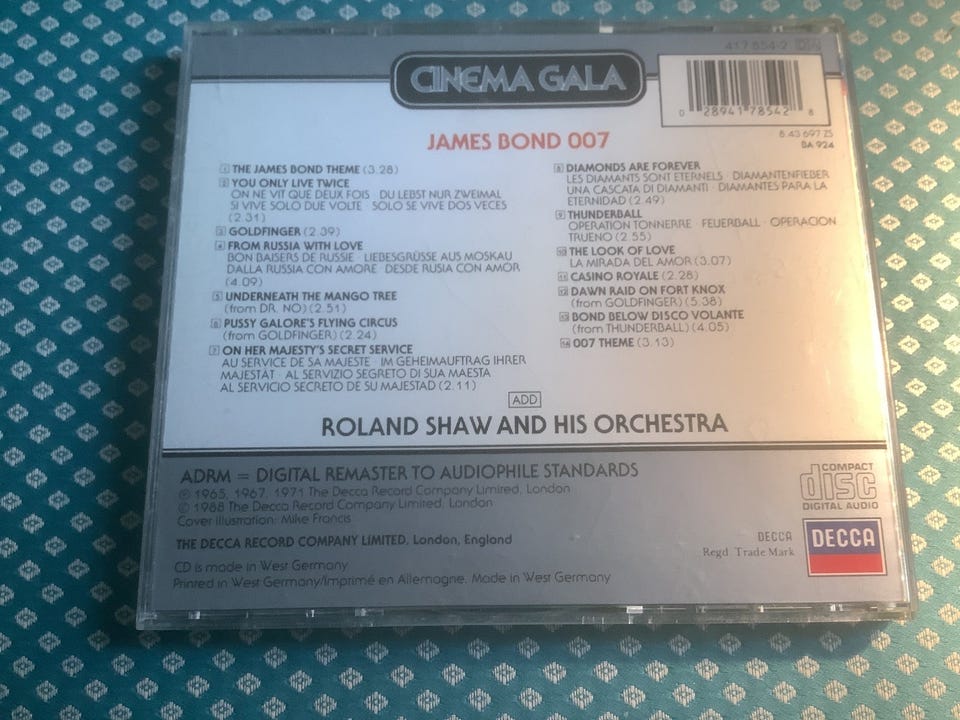 417 854-2 DIN
CINEMA GALA
0 28941 78542 8
6.43 697 ZS
BA 924
JAMES BOND 007
1 THE JAMES BOND THEME (3.28)
2 YOU ONLY LIVE TWICE
ON NE VIT QUE DEUX FOIS · DU LEBST NUR ZWEIMAL
SI VIVE SOLO DUE VOLTE · SOLO SE VIVE DOS VECES
(2.31)
3 GOLDFINGER (2.39)
4 FROM RUSSIA WITH LOVE
BON BAISERS DE RUSSIE · LIEBESGRÜSSE AUS MOSKAU
DALLA RUSSIA CON AMORE · DESDE RUSIA CON AMOR
(4.09)
5 UNDERNEATH THE MANGO TREE
(from DR. NO) (2.51)
6 PUSSY GALORE'S FLYING CIRCUS
(from GOLDFINGER) (2.24)
7 ON HER MAJESTY'S SECRET SERVICE
AU SERVICE DE SA MAJESTE · IM GEHEIMAUFTRAG IHRER
MAJESTÄT · AL SERVIZIO SEGRETO DI SUA MAESTA
AL SERVICIO SECRETO DE SU MAJESTAD (2.11)
8 DIAMONDS ARE FOREVER
LES DIAMANTS SONT ETERNELS · DIAMANTENFIEBER
UNA CASCATA DI DIAMANTI · DIAMANTES PARA LA
ETERNIDAD (2.49)
9 THUNDERBALL
OPERATION TONNERRE · FEUERBALL · OPERACION
TRUENO (2.55)
10 THE LOOK OF LOVE
LA MIRADA DEL AMOR (3.07)
11 CASINO ROYALE (2.28)
12 DAWN RAID ON FORT KNOX
(from GOLDFINGER) (5.38)
13 BOND BELOW DISCO VOLANTE
(from THUNDERBALL) (4.05)
14 007 THEME (3.13)
ADD
ROLAND SHAW AND HIS ORCHESTRA
ADRM = DIGITAL REMASTER TO AUDIOPHILE STANDARDS
℗ 1965, 1967, 1971 The Decca Record Company Limited, London
© 1988 The Decca Record Company Limited, London
Cover Illustration: Mike Francis
THE DECCA RECORD COMPANY LIMITED, London, England
CD is made in West Germany
Printed in West Germany/Imprimé en Allemagne. Made in West Germany
COMPACT
disc
DIGITAL AUDIO
DECCA
Regd. Trade Mark
DECCA